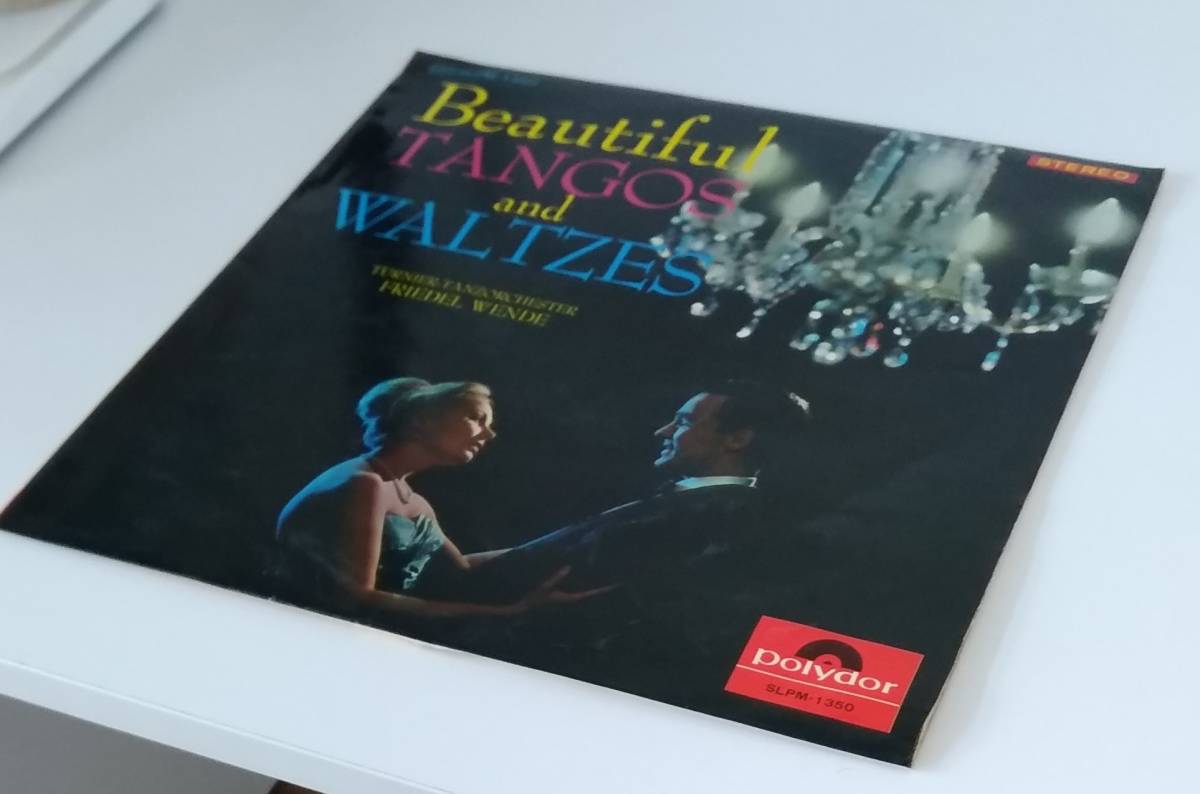 Beautiful
TANGOS
and
WALTZES
TURNIER-TANZORCHESTER
FRIEDEL WENDE
STEREO
polydor
SLPM-1350